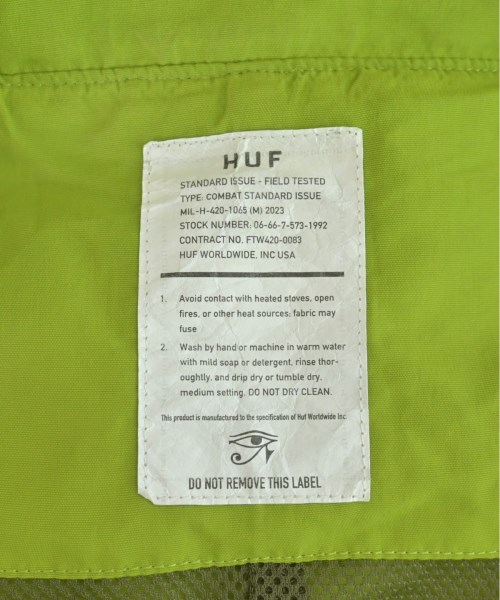 HUF
STANDARD ISSUE - FIELD TESTED
TYPE: COMBAT STANDARD ISSUE
MIL-H-420-1065 (M) 2023
STOCK NUMBER: 06-66-7-573-1992
CONTRACT NO. FTW420-0083
HUF WORLDWIDE, INC USA
1. Avoid contact with heated stoves, open
fires, or other heat sources; fabric may
fuse
2. Wash by hand or machine in warm water
with mild soap or detergent, rinse thor-
oughly, and drip dry or tumble dry,
medium setting. DO NOT DRY CLEAN.
This product is manufactured to the specification of Huf Worldwide Inc.
DO NOT REMOVE THIS LABEL